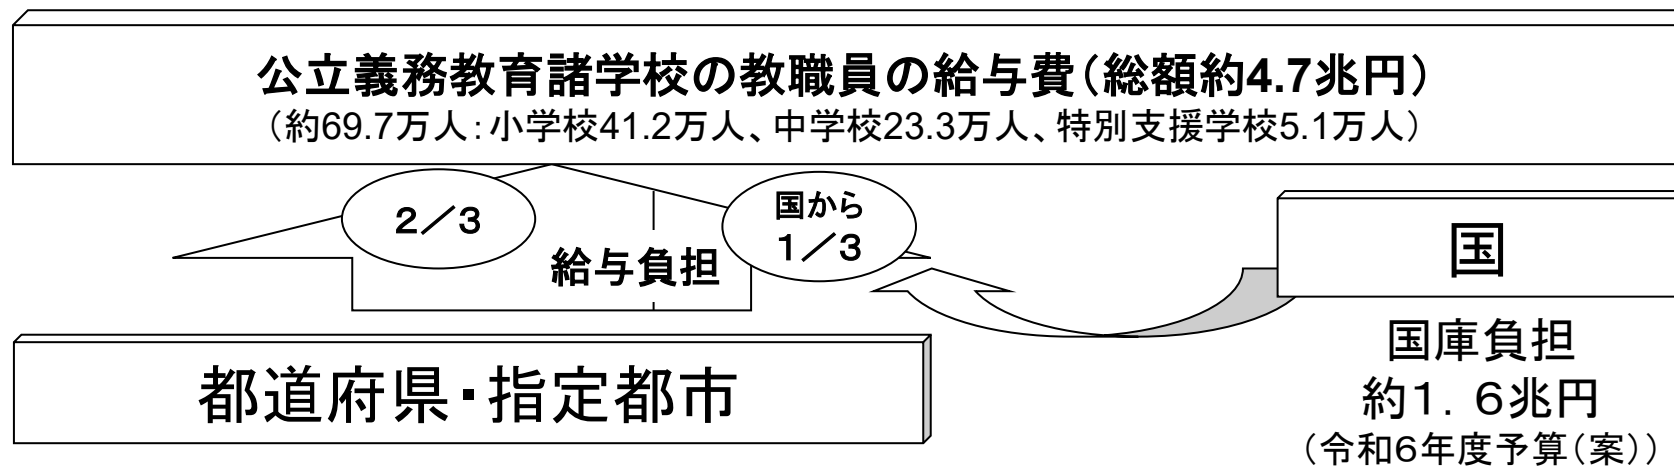 公立義務教育諸学校の教職員の給与費（総額約4.7兆円）
（約69.7万人：小学校41.2万人、中学校23.3万人、特別支援学校5.1万人）
２／３
国から
１／３
給与負担
国
都道府県・指定都市
国庫負担
約１．６兆円
（令和６年度予算（案））